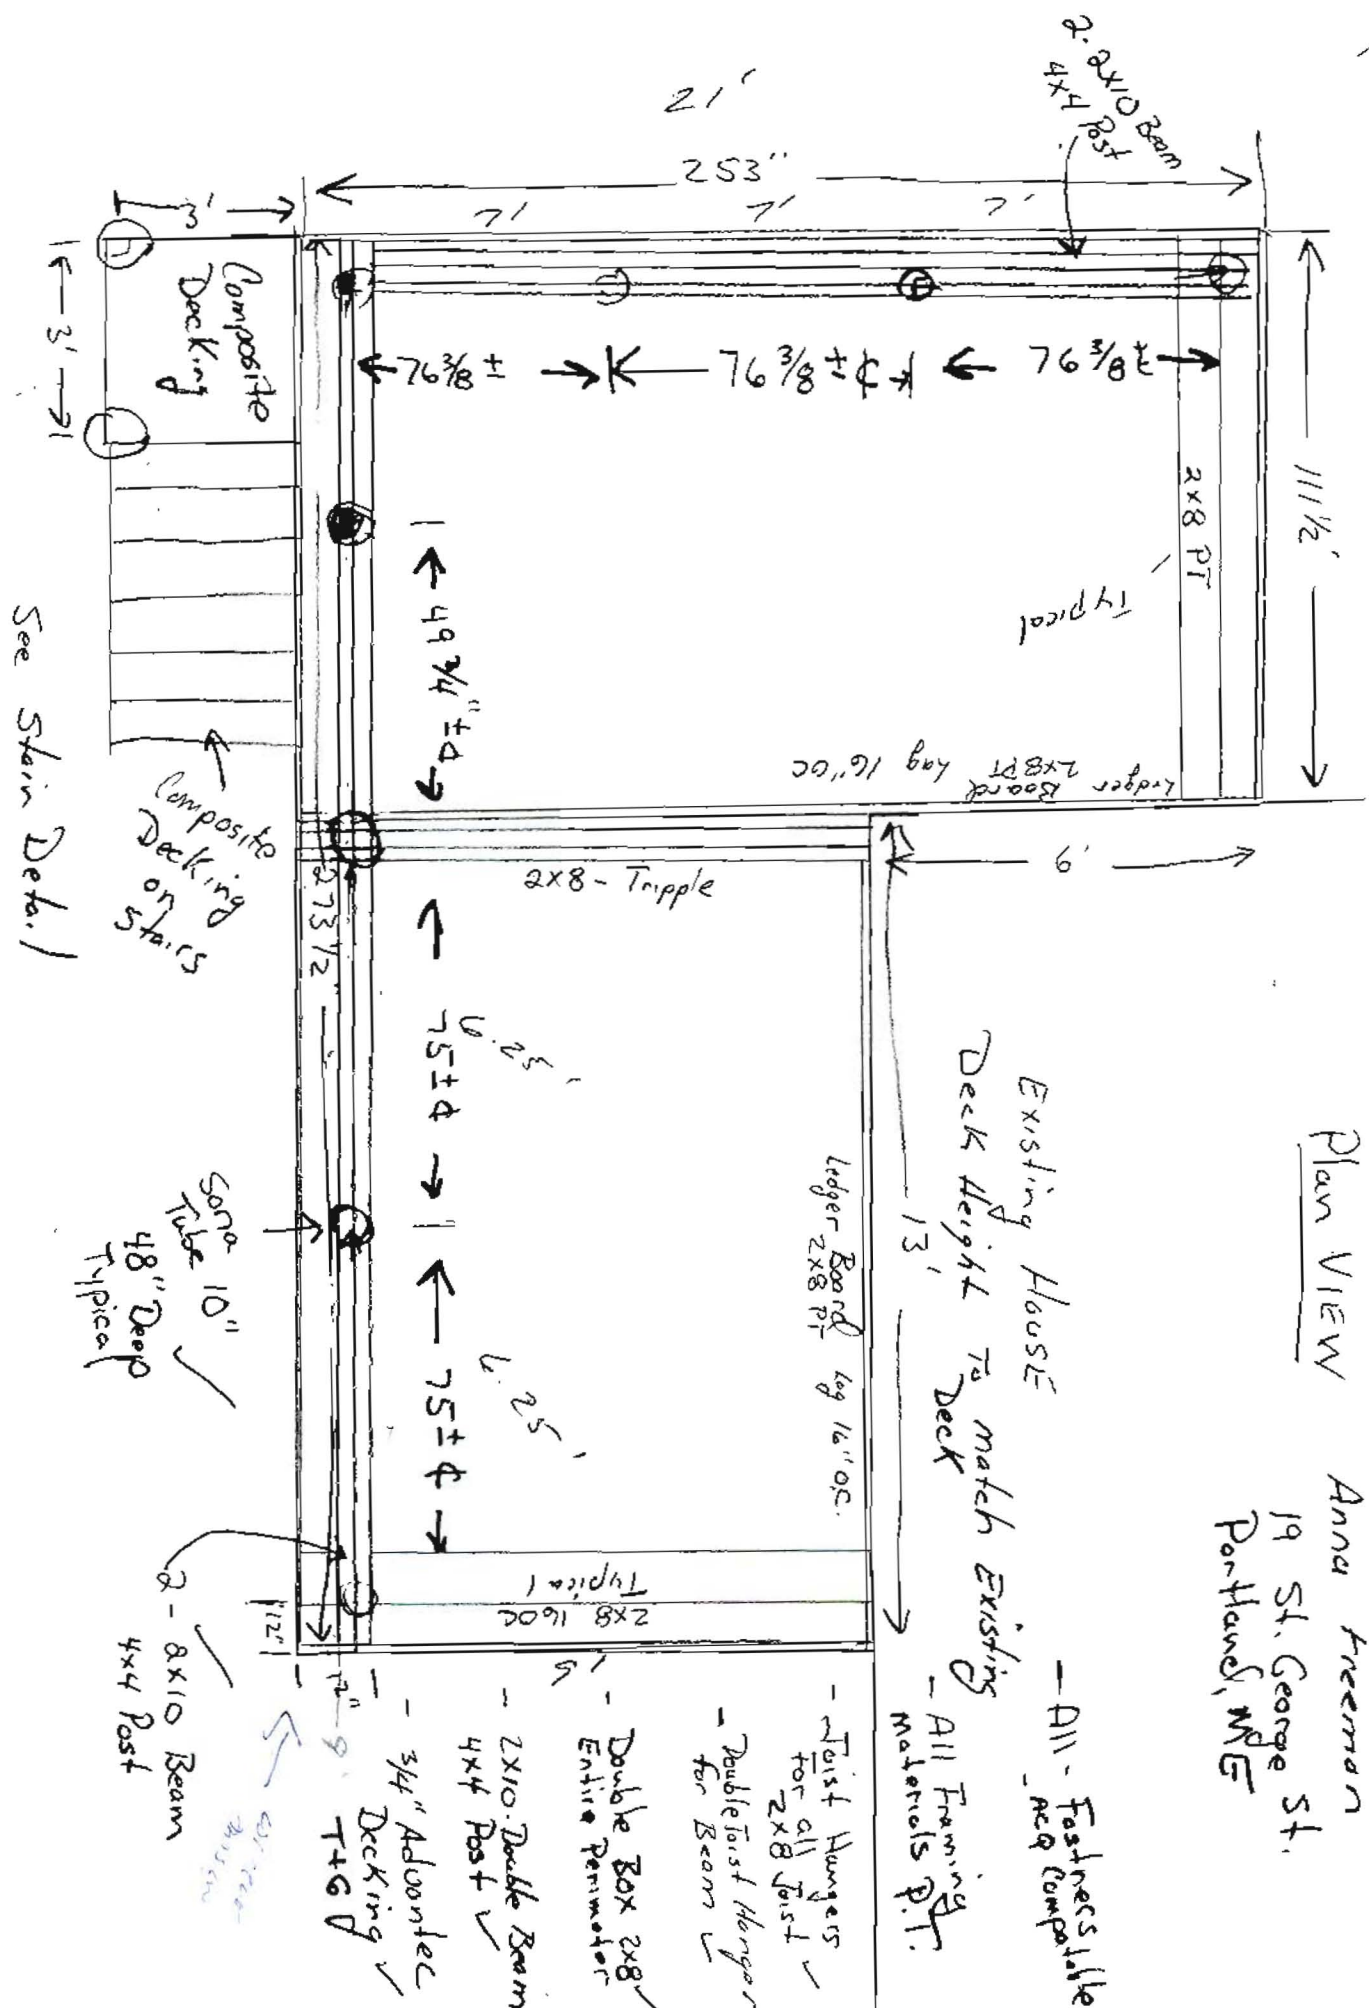 Plan VIEW
Anna Freeman
19 St. George St.
Portland, ME
- All - Fastners
ACQ Compatable
- All Framing
materials P.T.
- Joist Hangers
for all
2x8 Joist ✓
- Double Joist Hanger
for Beam ✓
- Double Box 2x8 ✓
Entire Perimeter
- 2x10 Double Beam
4x4 Post ✓
- 3/4" Advantec
Decking ✓
T+G
Existing House
Deck Height To match Existing
Deck
13'
9'
111 1/2'
2. 2x10 Beam
4x4 Post
21'
253"
7'
7'
7'
76 3/8 ±
76 3/8 ±
76 3/8 ±
2x8 PT
Typical
Ledger
Board
2x8 PT
Lag 16" OC
49 3/4" ±
2x8 - Tripple
Ledger Board
2x8 PT
Lag 16" O.C.
6.25'
75 ±
6.25'
75 ±
2x8 16 OC
Typical
9'
273 1/2
12"
12"
3'
3'
Composite
Decking
Composite
Decking
on
Stairs
See Stair Detail
Sona
Tube 10"
48" Deep
Typical
2 - 2x10 Beam
4x4 Post